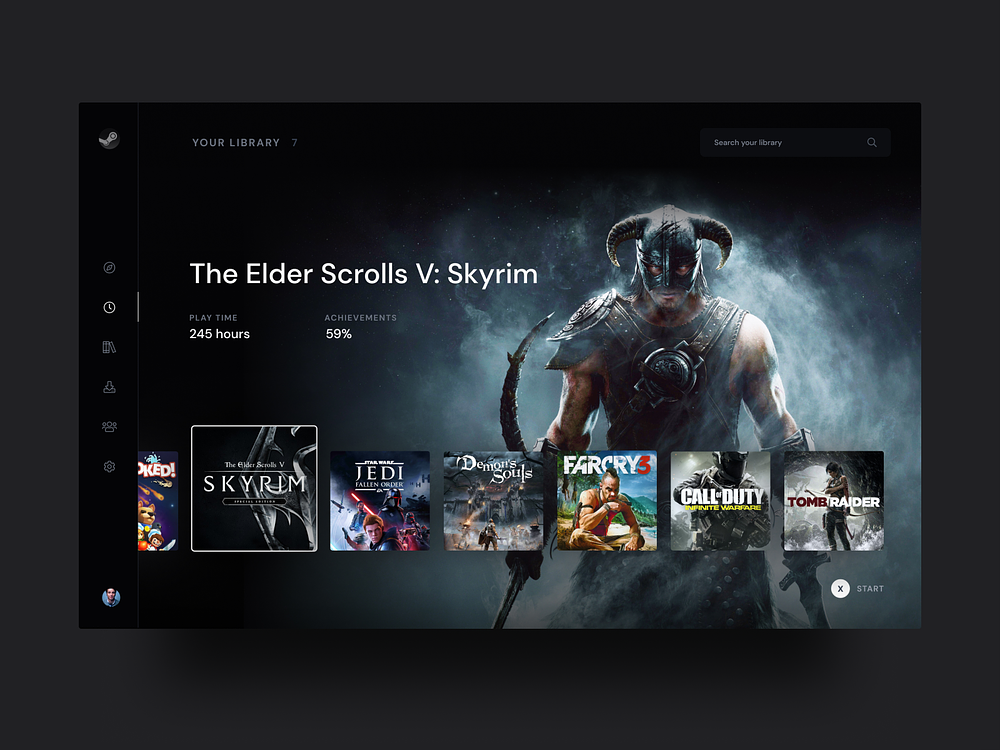 YOUR LIBRARY 7
Search your library
The Elder Scrolls V: Skyrim
PLAY TIME
ACHIEVEMENTS
245 hours
59%
OKED!
The Elder Scrolls V
SKYRIM
SPECIAL EDITION
STAR WARS
JEDI
FALLEN ORDER
Demon's
Souls
FARCRY3
CALL OF DUTY
INFINITE WARFARE
TOMB RAIDER
X START